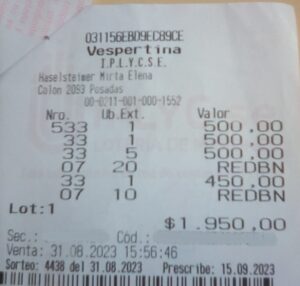 031156EBD9EC89CE
Vespertina
I.P.L.Y.C.S.E.
Haselsteiner Mirta Elena
Colon 2093 Posadas
00-0211-001-000-1552
Nro. Ub.Ext. Valor
533 1 500,00
33 1 500,00
33 5 500,00
07 20 REDBN
33 1 450,00
07 10 REDBN
Lot:1
$1.950,00
Sec.: Cód.:
Venta: 31.08.2023 15:56:46
Sorteo: 4438 del 31.08.2023 Prescribe: 15.09.2023